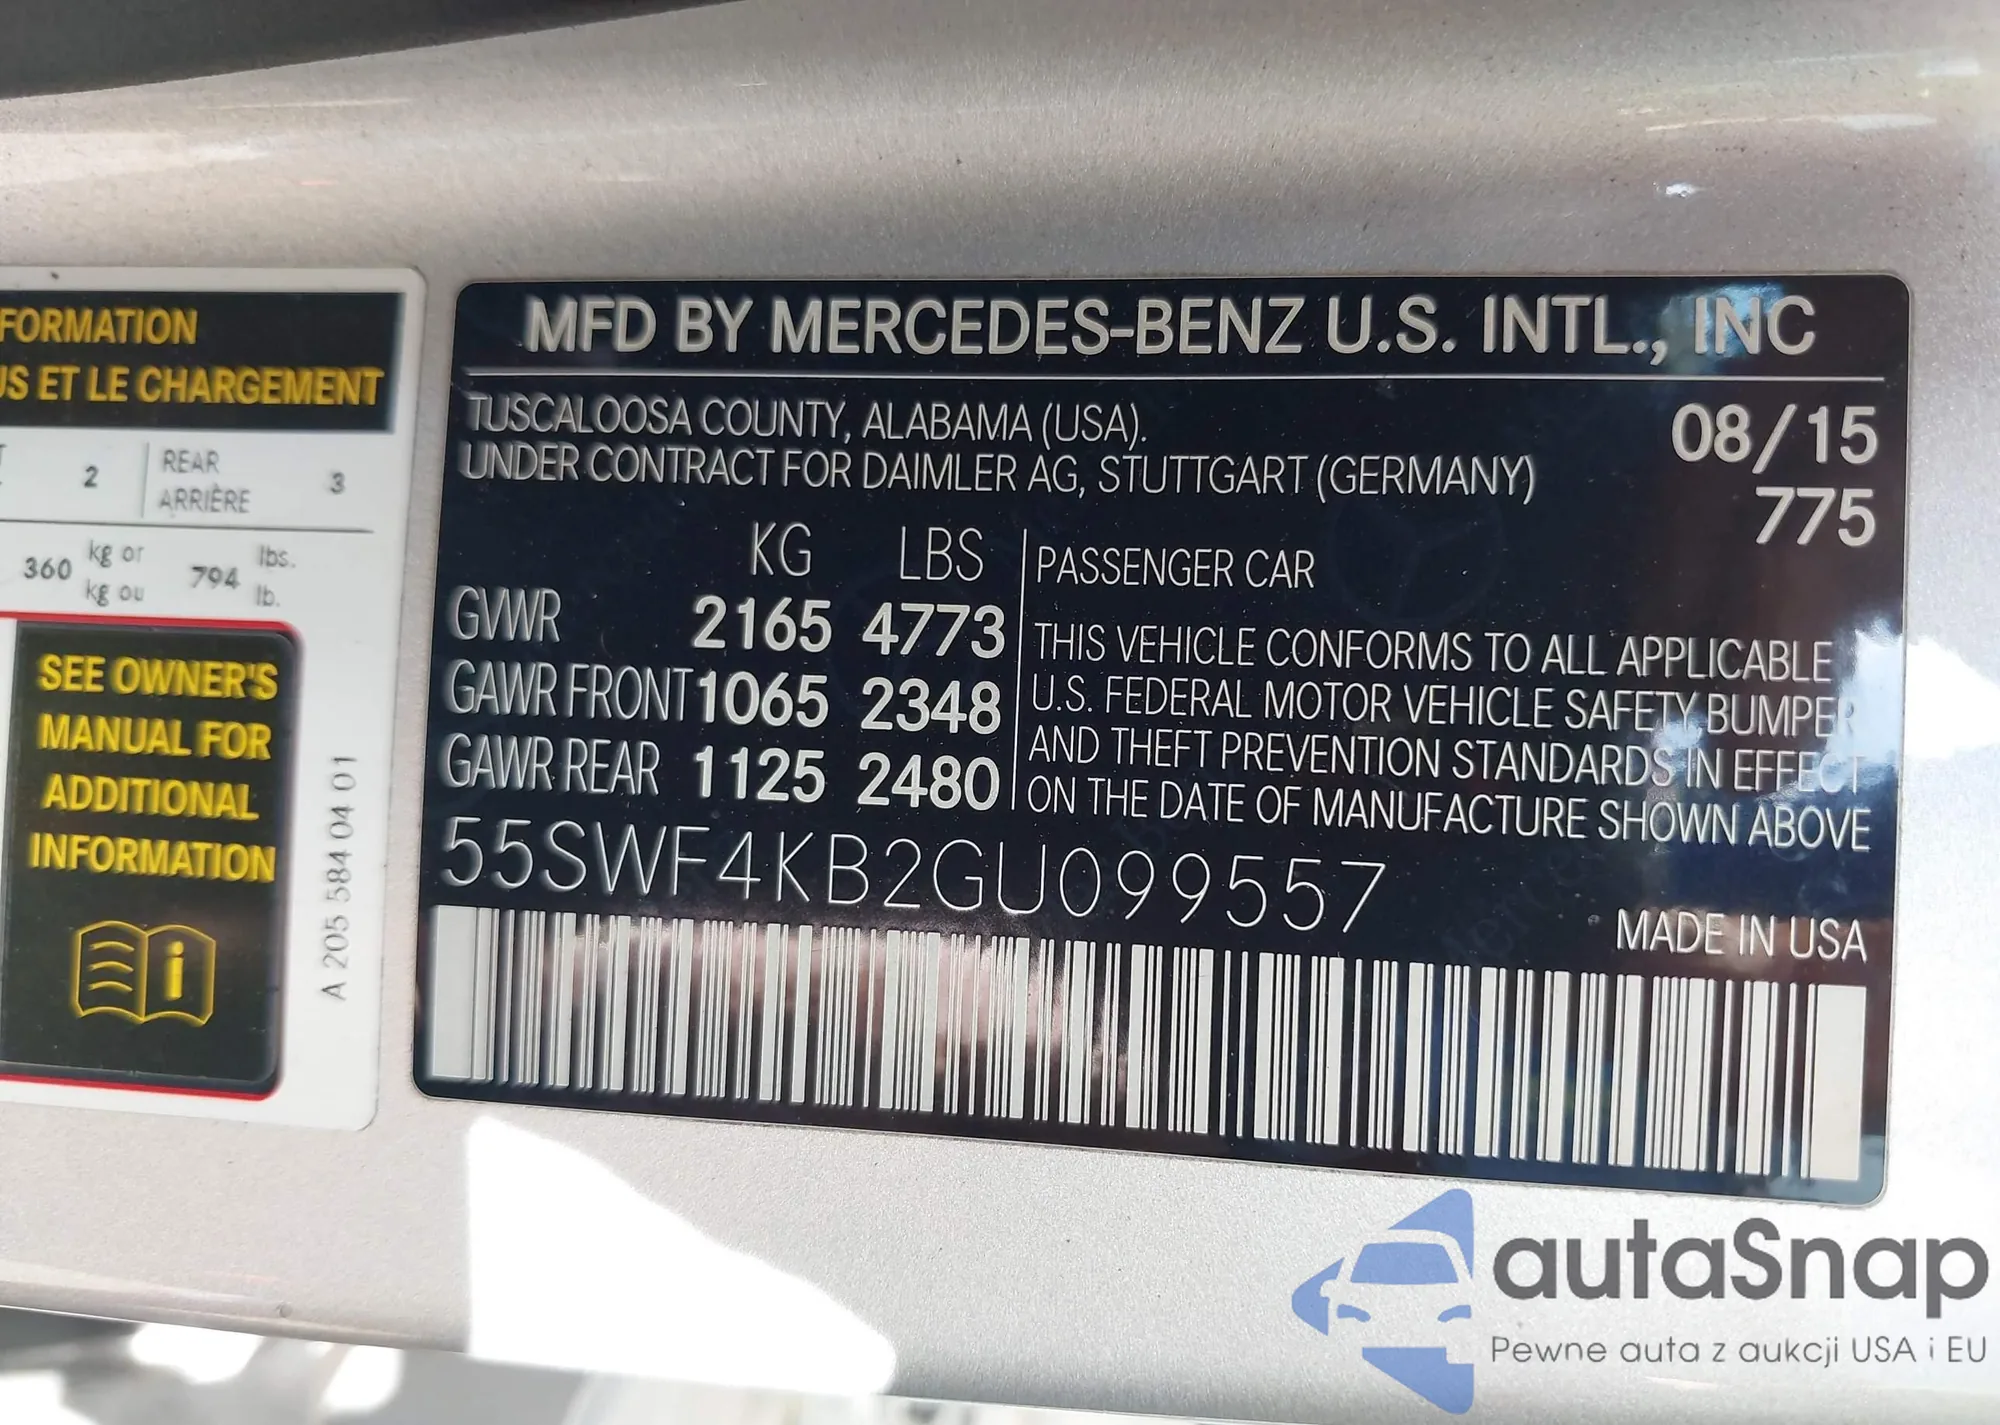 FORMATION
US ET LE CHARGEMENT
2
REAR
ARRIÈRE
3
360
kg or
kg ou
794
lbs.
lb.
SEE OWNER'S
MANUAL FOR
ADDITIONAL
INFORMATION
i
A 205 584 04 01
MFD BY MERCEDES-BENZ U.S. INTL., INC
TUSCALOOSA COUNTY, ALABAMA (USA).
UNDER CONTRACT FOR DAIMLER AG, STUTTGART (GERMANY)
08/15
775
KG LBS
GVWR 2165 4773
GAWR FRONT 1065 2348
GAWR REAR 1125 2480
PASSENGER CAR
THIS VEHICLE CONFORMS TO ALL APPLICABLE
U.S. FEDERAL MOTOR VEHICLE SAFETY, BUMPER
AND THEFT PREVENTION STANDARDS IN EFFECT
ON THE DATE OF MANUFACTURE SHOWN ABOVE
55SWF4KB2GU099557
MADE IN USA
autaSnap
Pewne auta z aukcji USA i EU